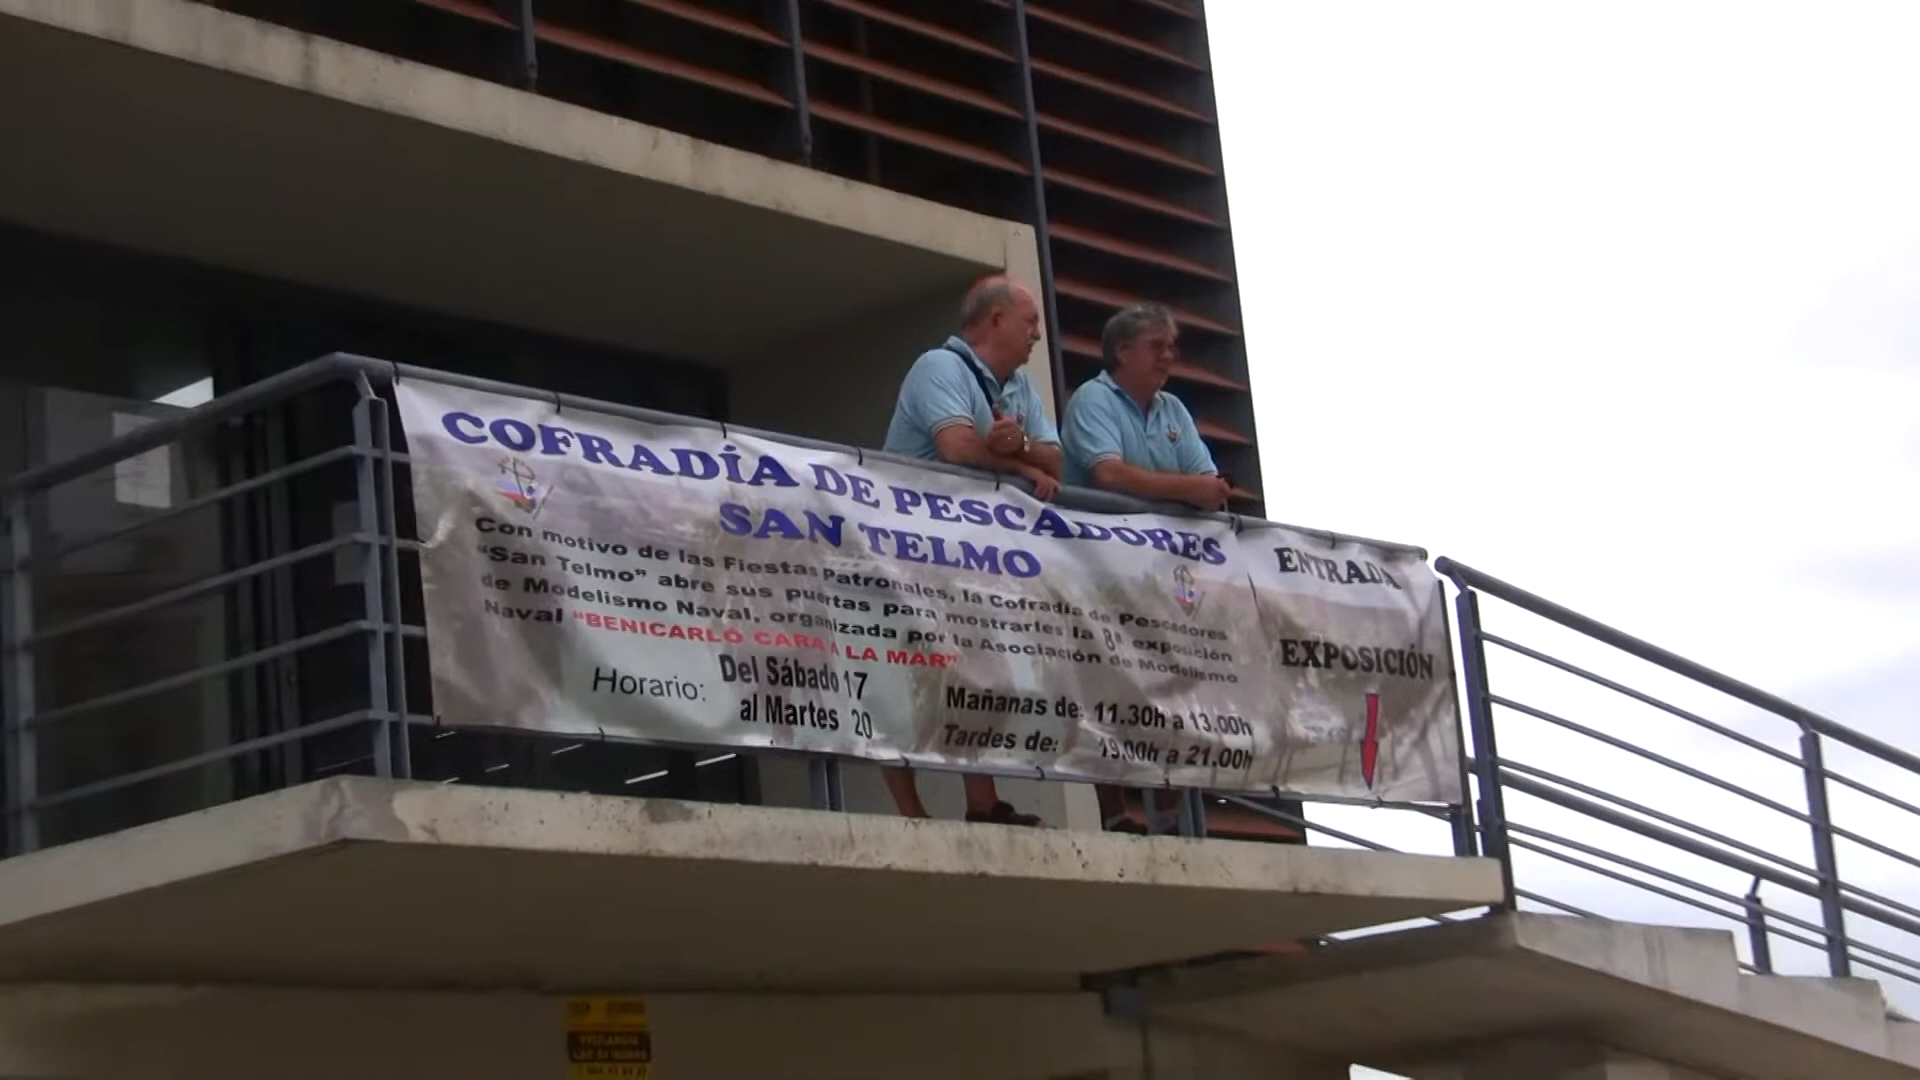 COFRADÍA DE PESCADORES
SAN TELMO
Con motivo de las Fiestas Patronales, la Cofradía de Pescadores
"San Telmo" abre sus puertas para mostrarles la 8ª exposición
de Modelismo Naval, organizada por la Asociación de Modelismo
Naval "BENICARLÓ CARA A LA MAR"
Horario: Del Sábado 17
al Martes 20
Mañanas de: 11.30h a 13.00h
Tardes de: 19.00h a 21.00h
ENTRADA
EXPOSICIÓN